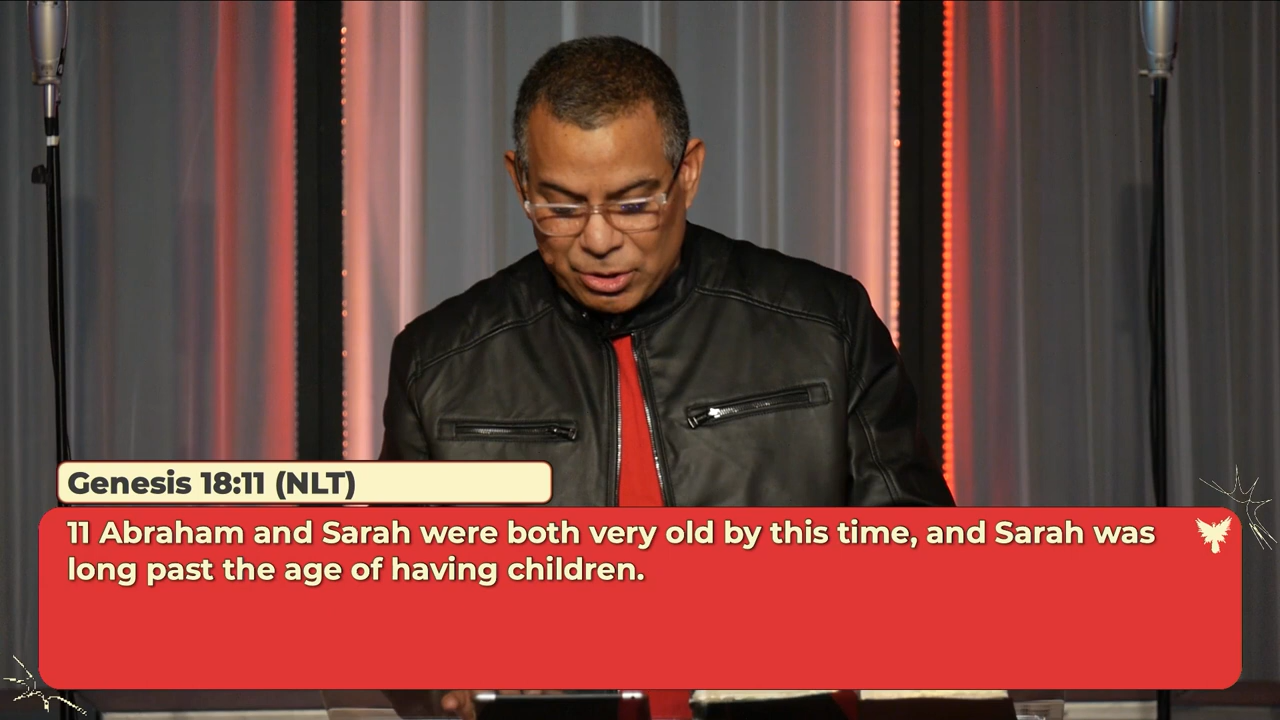 Genesis 18:11 (NLT)
11 Abraham and Sarah were both very old by this time, and Sarah was
long past the age of having children.